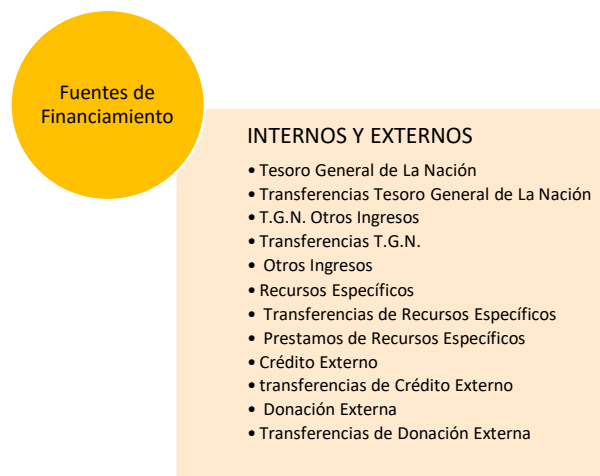 Fuentes de
Financiamiento
INTERNOS Y EXTERNOS
• Tesoro General de La Nación
• Transferencias Tesoro General de La Nación
• T.G.N. Otros Ingresos
• Transferencias T.G.N.
• Otros Ingresos
• Recursos Específicos
• Transferencias de Recursos Específicos
• Prestamos de Recursos Específicos
• Crédito Externo
• transferencias de Crédito Externo
• Donación Externa
• Transferencias de Donación Externa